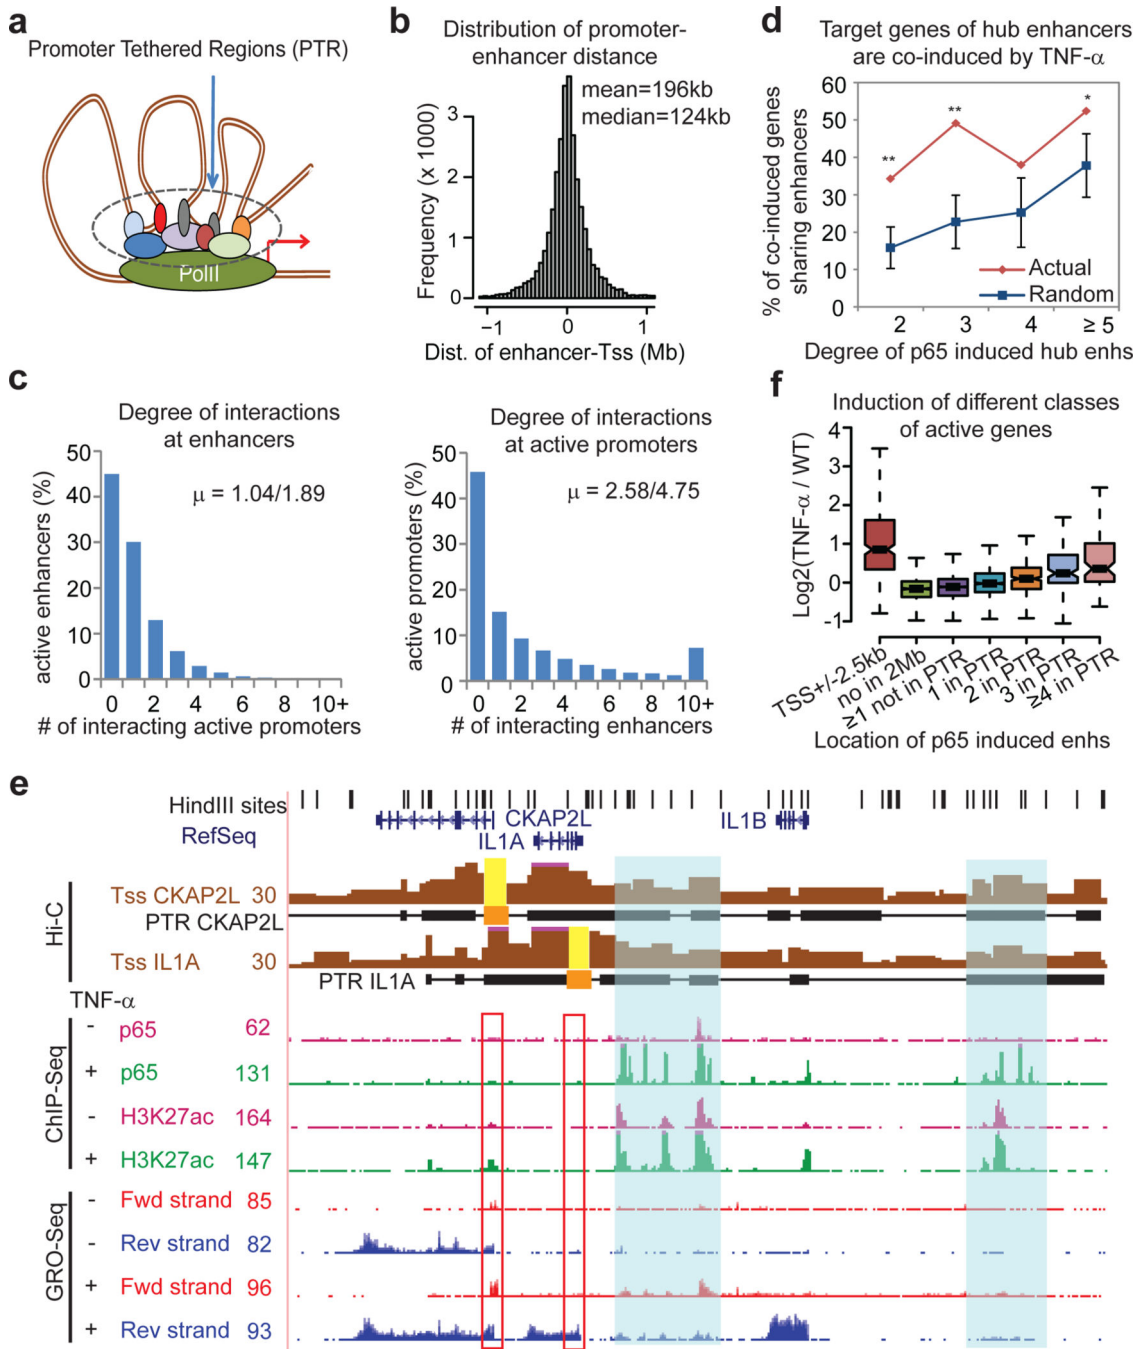 a
Promoter Tethered Regions (PTR)
PolII
b
Distribution of promoter-
enhancer distance
mean=196kb
median=124kb
Frequency (x 1000)
3
2
1
0
−1 0 1
Dist. of enhancer-Tss (Mb)
d
Target genes of hub enhancers
are co-induced by TNF-α
% of co-induced genes
sharing enhancers
60
50
40
30
20
10
0
**
**
*
Actual
Random
2 3 4 ≥ 5
Degree of p65 induced hub enhs
c
Degree of interactions
at enhancers
μ = 1.04/1.89
active enhancers (%)
50
40
30
20
10
0
0 2 4 6 8 10+
# of interacting active promoters
Degree of interactions
at active promoters
μ = 2.58/4.75
active promoters (%)
50
40
30
20
10
0
0 2 4 6 8 10+
# of interacting enhancers
f
Induction of different classes
of active genes
Log2(TNF-α / WT)
4
3
2
1
0
-1
TSS+/-2.5kb
no in 2Mb
≥1 not in PTR
1 in PTR
2 in PTR
3 in PTR
≥4 in PTR
Location of p65 induced enhs
e
HindIII sites
RefSeq
CKAP2L
IL1A
IL1B
Hi-C
Tss CKAP2L 30
PTR CKAP2L
Tss IL1A 30
PTR IL1A
TNF-α
ChIP-Seq
- p65 62
+ p65 131
- H3K27ac 164
+ H3K27ac 147
GRO-Seq
- Fwd strand 85
- Rev strand 82
+ Fwd strand 96
+ Rev strand 93